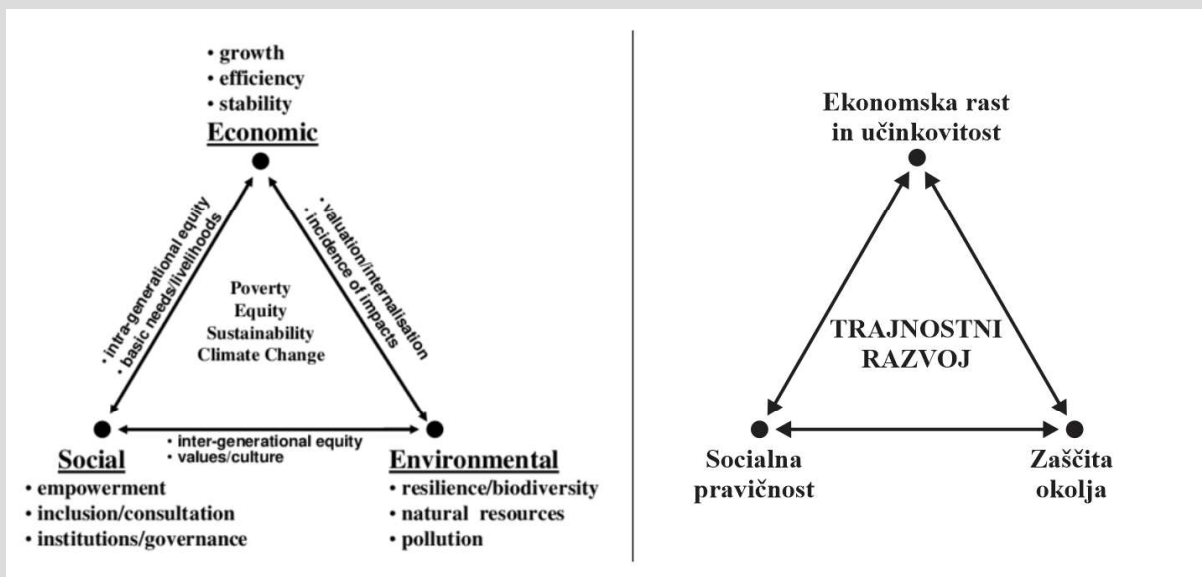 • growth
• efficiency
• stability
Economic
• intra-generational equity
• basic needs/livelihoods
• valuation/internalisation
• incidence of impacts
Poverty
Equity
Sustainability
Climate Change
• inter-generational equity
• values/culture
Social
• empowerment
• inclusion/consultation
• institutions/governance
Environmental
• resilience/biodiversity
• natural resources
• pollution
Ekonomska rast
in učinkovitost
TRAJNOSTNI
RAZVOJ
Socialna
pravičnost
Zaščita
okolja